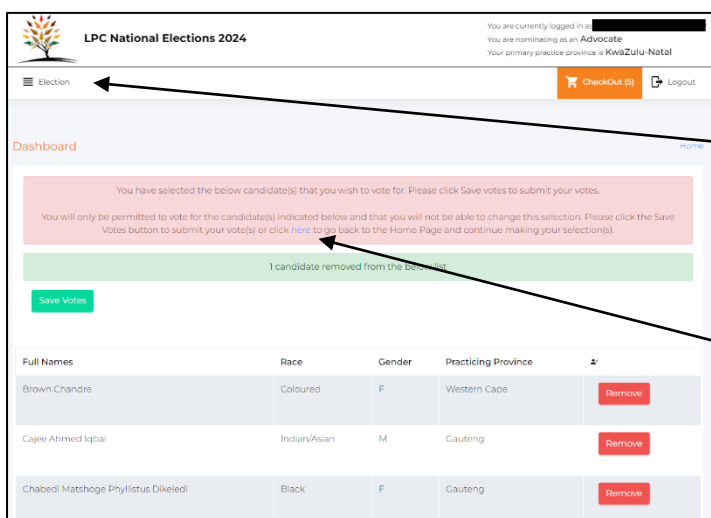 LPC National Elections 2024
You are currently logged in as
You are nominating as an Advocate
Your primary practice province is KwaZulu-Natal
Election
CheckOut (5)
Logout
Dashboard
Home
You have selected the below candidate(s) that you wish to vote for. Please click Save votes to submit your votes.
You will only be permitted to vote for the candidate(s) indicated below and that you will not be able to change this selection. Please click the Save
Votes button to submit your vote(s) or click here to go back to the Home Page and continue making your selection(s).
1 candidate removed from the below list
Save Votes
Full Names Race Gender Practicing Province
Brown Chandre Coloured F Western Cape Remove
Cajee Ahmed Iqbal Indian/Asian M Gauteng Remove
Chabedi Matshoge Phyllistus Dikeledi Black F Gauteng Remove